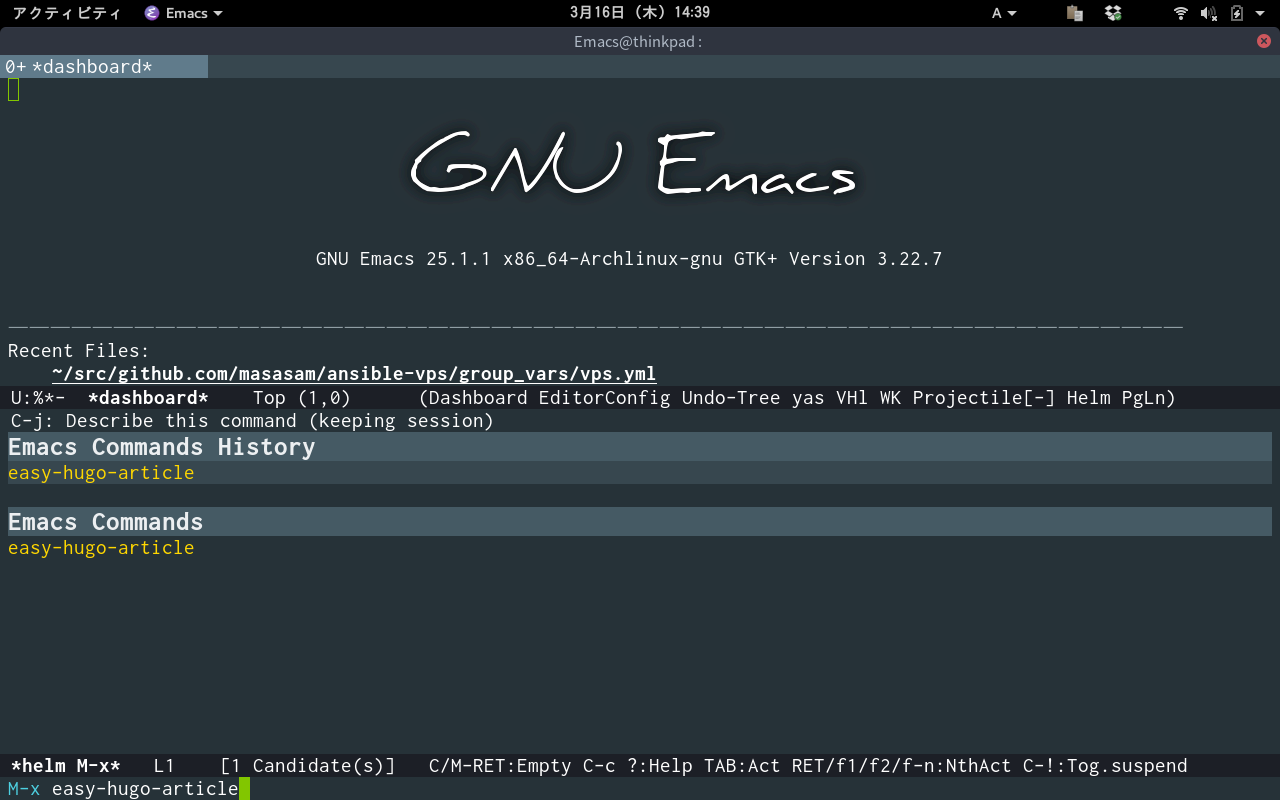 アクティビティ Emacs 3月16日 (木) 14:39 A
Emacs@thinkpad:
0+ *dashboard*
GNU Emacs
GNU Emacs 25.1.1 x86_64-Archlinux-gnu GTK+ Version 3.22.7
Recent Files:
~/src/github.com/masasam/ansible-vps/group_vars/vps.yml
U:%*- *dashboard* Top (1,0) (Dashboard EditorConfig Undo-Tree yas VHl WK Projectile[-] Helm PgLn)
C-j: Describe this command (keeping session)
Emacs Commands History
easy-hugo-article
Emacs Commands
easy-hugo-article
*helm M-x* L1 [1 Candidate(s)] C/M-RET:Empty C-c ?:Help TAB:Act RET/f1/f2/f-n:NthAct C-!:Tog.suspend
M-x easy-hugo-article